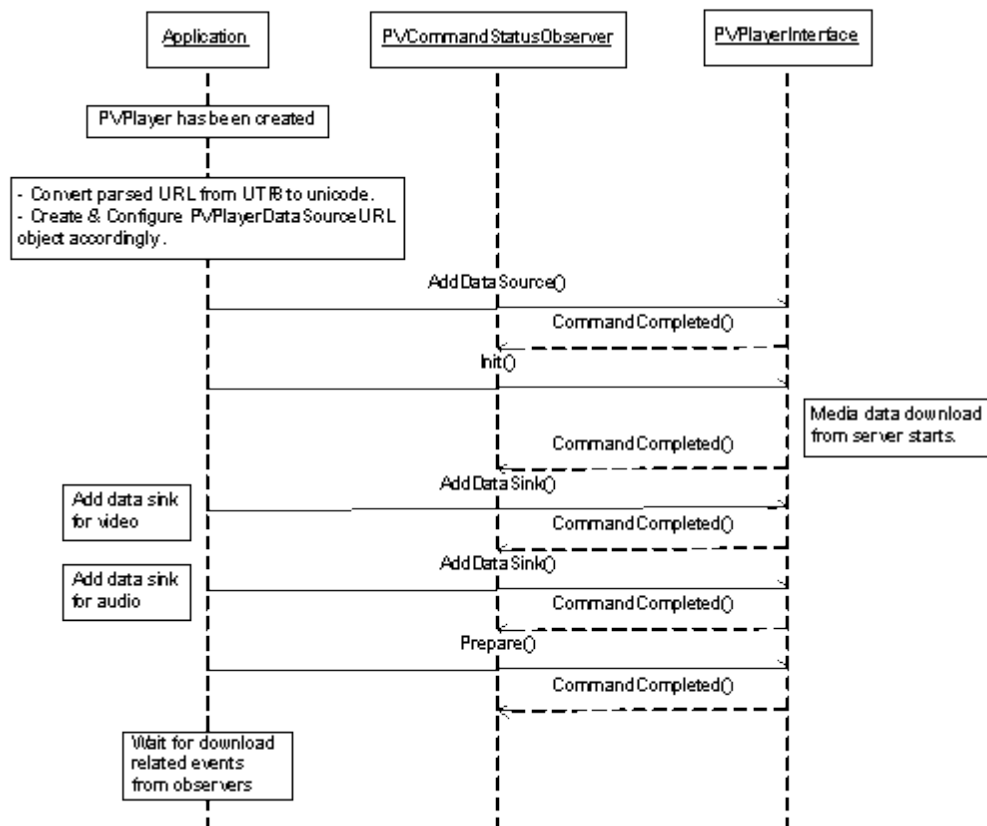 Application
PVCommandStatusObserver
PVPlayerInterface
PVPlayer has been created
- Convert parsed URL from UTF8 to unicode.
- Create & Configure PVPlayerDataSourceURL
object accordingly.
AddDataSource()
CommandCompleted()
Init()
Media data download
from server starts.
CommandCompleted()
AddDataSink()
Add data sink
for video
CommandCompleted()
AddDataSink()
Add data sink
for audio
CommandCompleted()
Prepare()
CommandCompleted()
Wait for download
related events
from observers